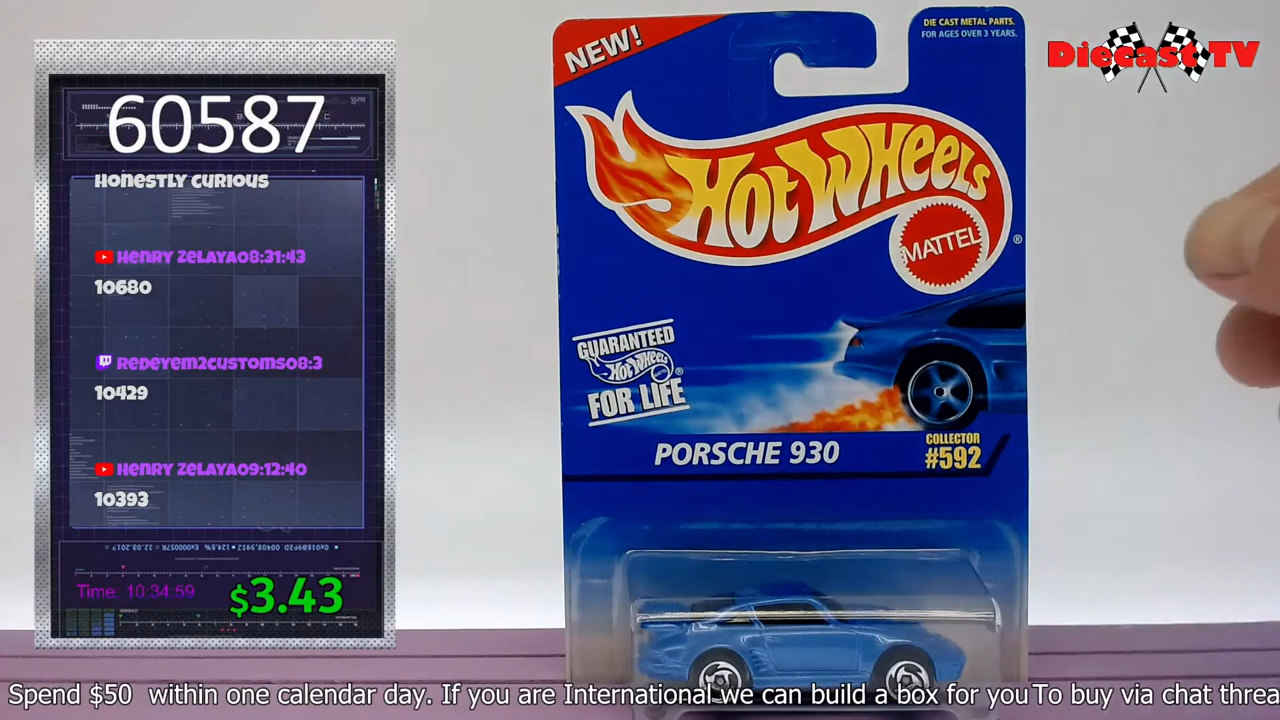 60587
Honestly curious
Henry Zelaya08:31:43
10680
RedEyeM2Customs08:3
10429
Henry Zelaya09:12:40
10393
Time: 10:34:59
$3.43
NEW!
DIE CAST METAL PARTS.
FOR AGES OVER 3 YEARS.
Hot Wheels
MATTEL
®
GUARANTEED
Hot Wheels
®
FOR LIFE
PORSCHE 930
COLLECTOR
#592
Diecast TV
Spend $50 within one calendar day. If you are International we can build a box for you To buy via chat threa